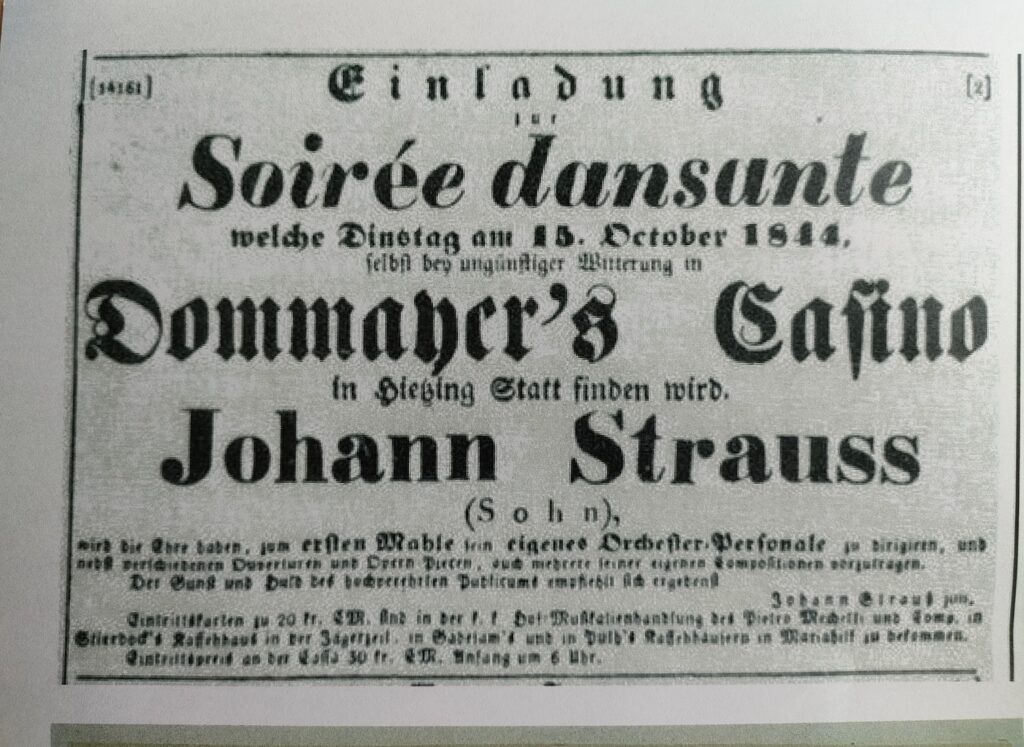 [14161] Einladung [2]
zur
Soirée dansante
welche Dinstag am 15. October 1844,
selbst bey ungünstiger Witterung in
Dommayer's Casino
in Hietzing Statt finden wird.
Johann Strauss
(Sohn),
wird die Ehre haben, zum ersten Mahle sein eigenes Orchester-Personale zu dirigiren, und
nebst verschiedenen Ouverturen und Opern Piecen, auch mehrere seiner eigenen Compositionen vorzutragen.
Der Gunst und Huld des hochverehrten Publicums empfiehlt sich ergebenst
Johann Strauß jun.
Eintrittskarten zu 20 kr. CM. sind in der k. k. Hof-Musikalienhandlung des Pietro Mechetti und Comp. in
Stierbock's Kaffehhaus in der Jägerzeil, in und in Kaffehhäusern in Mariahilf zu bekommen.
Eintrittspreis an der Cassa 30 kr. CM. Anfang um 6 Uhr.